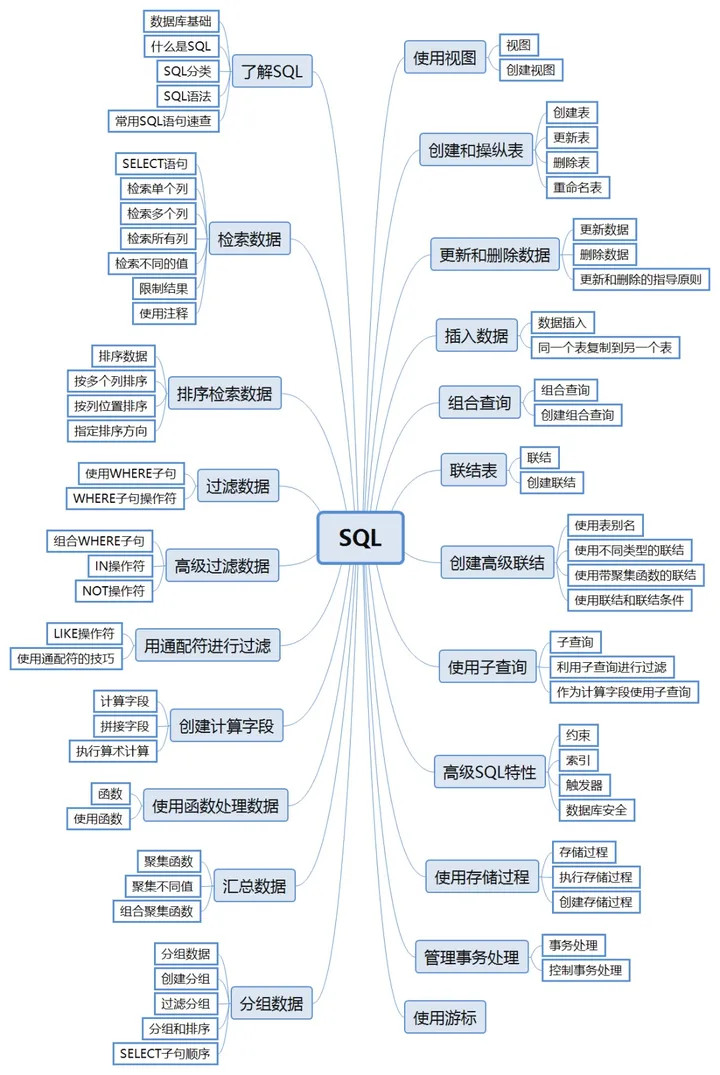 SQL
了解SQL
数据库基础
什么是SQL
SQL分类
SQL语法
常用SQL语句速查
检索数据
SELECT语句
检索单个列
检索多个列
检索所有列
检索不同的值
限制结果
使用注释
排序检索数据
排序数据
按多个列排序
按列位置排序
指定排序方向
过滤数据
使用WHERE子句
WHERE子句操作符
高级过滤数据
组合WHERE子句
IN操作符
NOT操作符
用通配符进行过滤
LIKE操作符
使用通配符的技巧
创建计算字段
计算字段
拼接字段
执行算术计算
使用函数处理数据
函数
使用函数
汇总数据
聚集函数
聚集不同值
组合聚集函数
分组数据
分组数据
创建分组
过滤分组
分组和排序
SELECT子句顺序
使用视图
视图
创建视图
创建和操纵表
创建表
更新表
删除表
重命名表
更新和删除数据
更新数据
删除数据
更新和删除的指导原则
插入数据
数据插入
同一个表复制到另一个表
组合查询
组合查询
创建组合查询
联结表
联结
创建联结
创建高级联结
使用表别名
使用不同类型的联结
使用带聚集函数的联结
使用联结和联结条件
使用子查询
子查询
利用子查询进行过滤
作为计算字段使用子查询
高级SQL特性
约束
索引
触发器
数据库安全
使用存储过程
存储过程
执行存储过程
创建存储过程
管理事务处理
事务处理
控制事务处理
使用游标